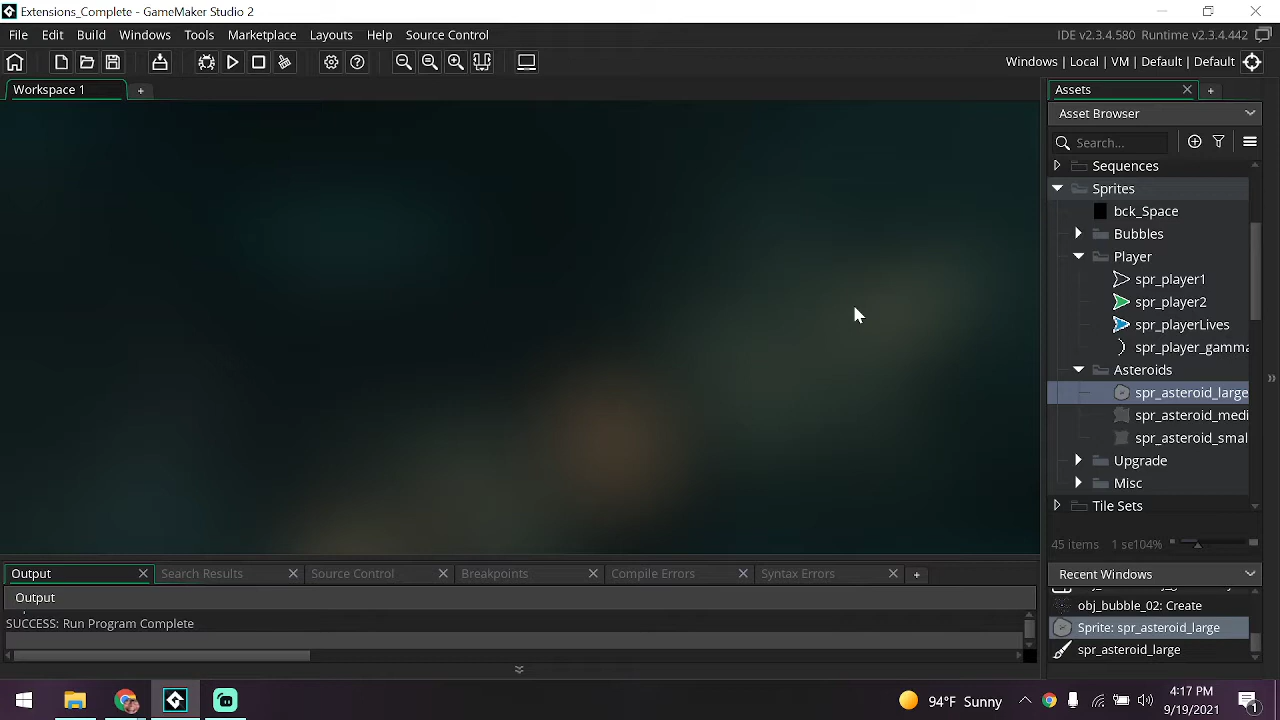 Extensions_Complete - GameMaker Studio 2
File Edit Build Windows Tools Marketplace Layouts Help Source Control
IDE v2.3.4.580 Runtime v2.3.4.442
Windows | Local | VM | Default | Default
Workspace 1
Assets
Asset Browser
Search...
Sequences
Sprites
bck_Space
Bubbles
Player
spr_player1
spr_player2
spr_playerLives
spr_player_gamma
Asteroids
spr_asteroid_large
spr_asteroid_medi
spr_asteroid_smal
Upgrade
Misc
Tile Sets
45 items 1 se104%
Recent Windows
obj_bubble_02: Create
Sprite: spr_asteroid_large
spr_asteroid_large
Output Search Results Source Control Breakpoints Compile Errors Syntax Errors
Output
SUCCESS: Run Program Complete
94°F Sunny
4:17 PM
9/19/2021
1